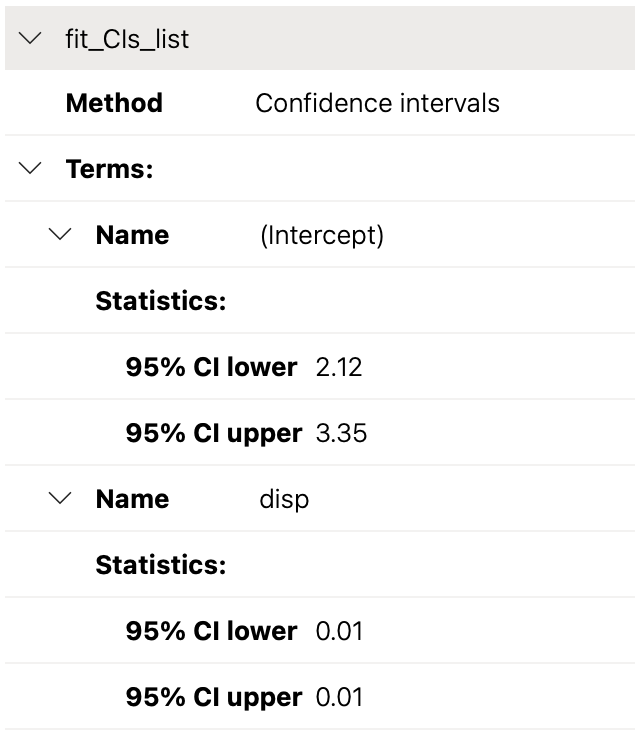 fit_CIs_list
Method Confidence intervals
Terms:
Name (Intercept)
Statistics:
95% CI lower 2.12
95% CI upper 3.35
Name disp
Statistics:
95% CI lower 0.01
95% CI upper 0.01